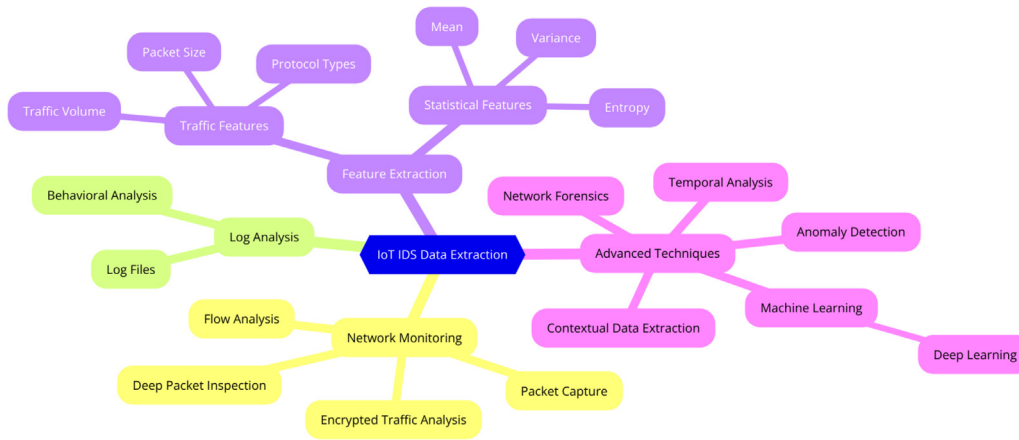 Mean
Variance
Packet Size
Protocol Types
Statistical Features
Entropy
Traffic Volume
Traffic Features
Feature Extraction
Temporal Analysis
Network Forensics
Behavioral Analysis
Anomaly Detection
Log Analysis
IoT IDS Data Extraction
Advanced Techniques
Log Files
Machine Learning
Flow Analysis
Contextual Data Extraction
Network Monitoring
Deep Learning
Deep Packet Inspection
Packet Capture
Encrypted Traffic Analysis